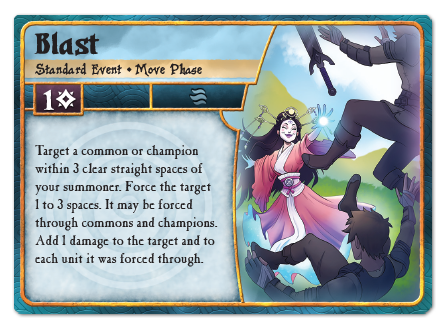 Blast
Standard Event • Move Phase
1
Target a common or champion
within 3 clear straight spaces of
your summoner. Force the target
1 to 3 spaces. It may be forced
through commons and champions.
Add 1 damage to the target and to
each unit it was forced through.